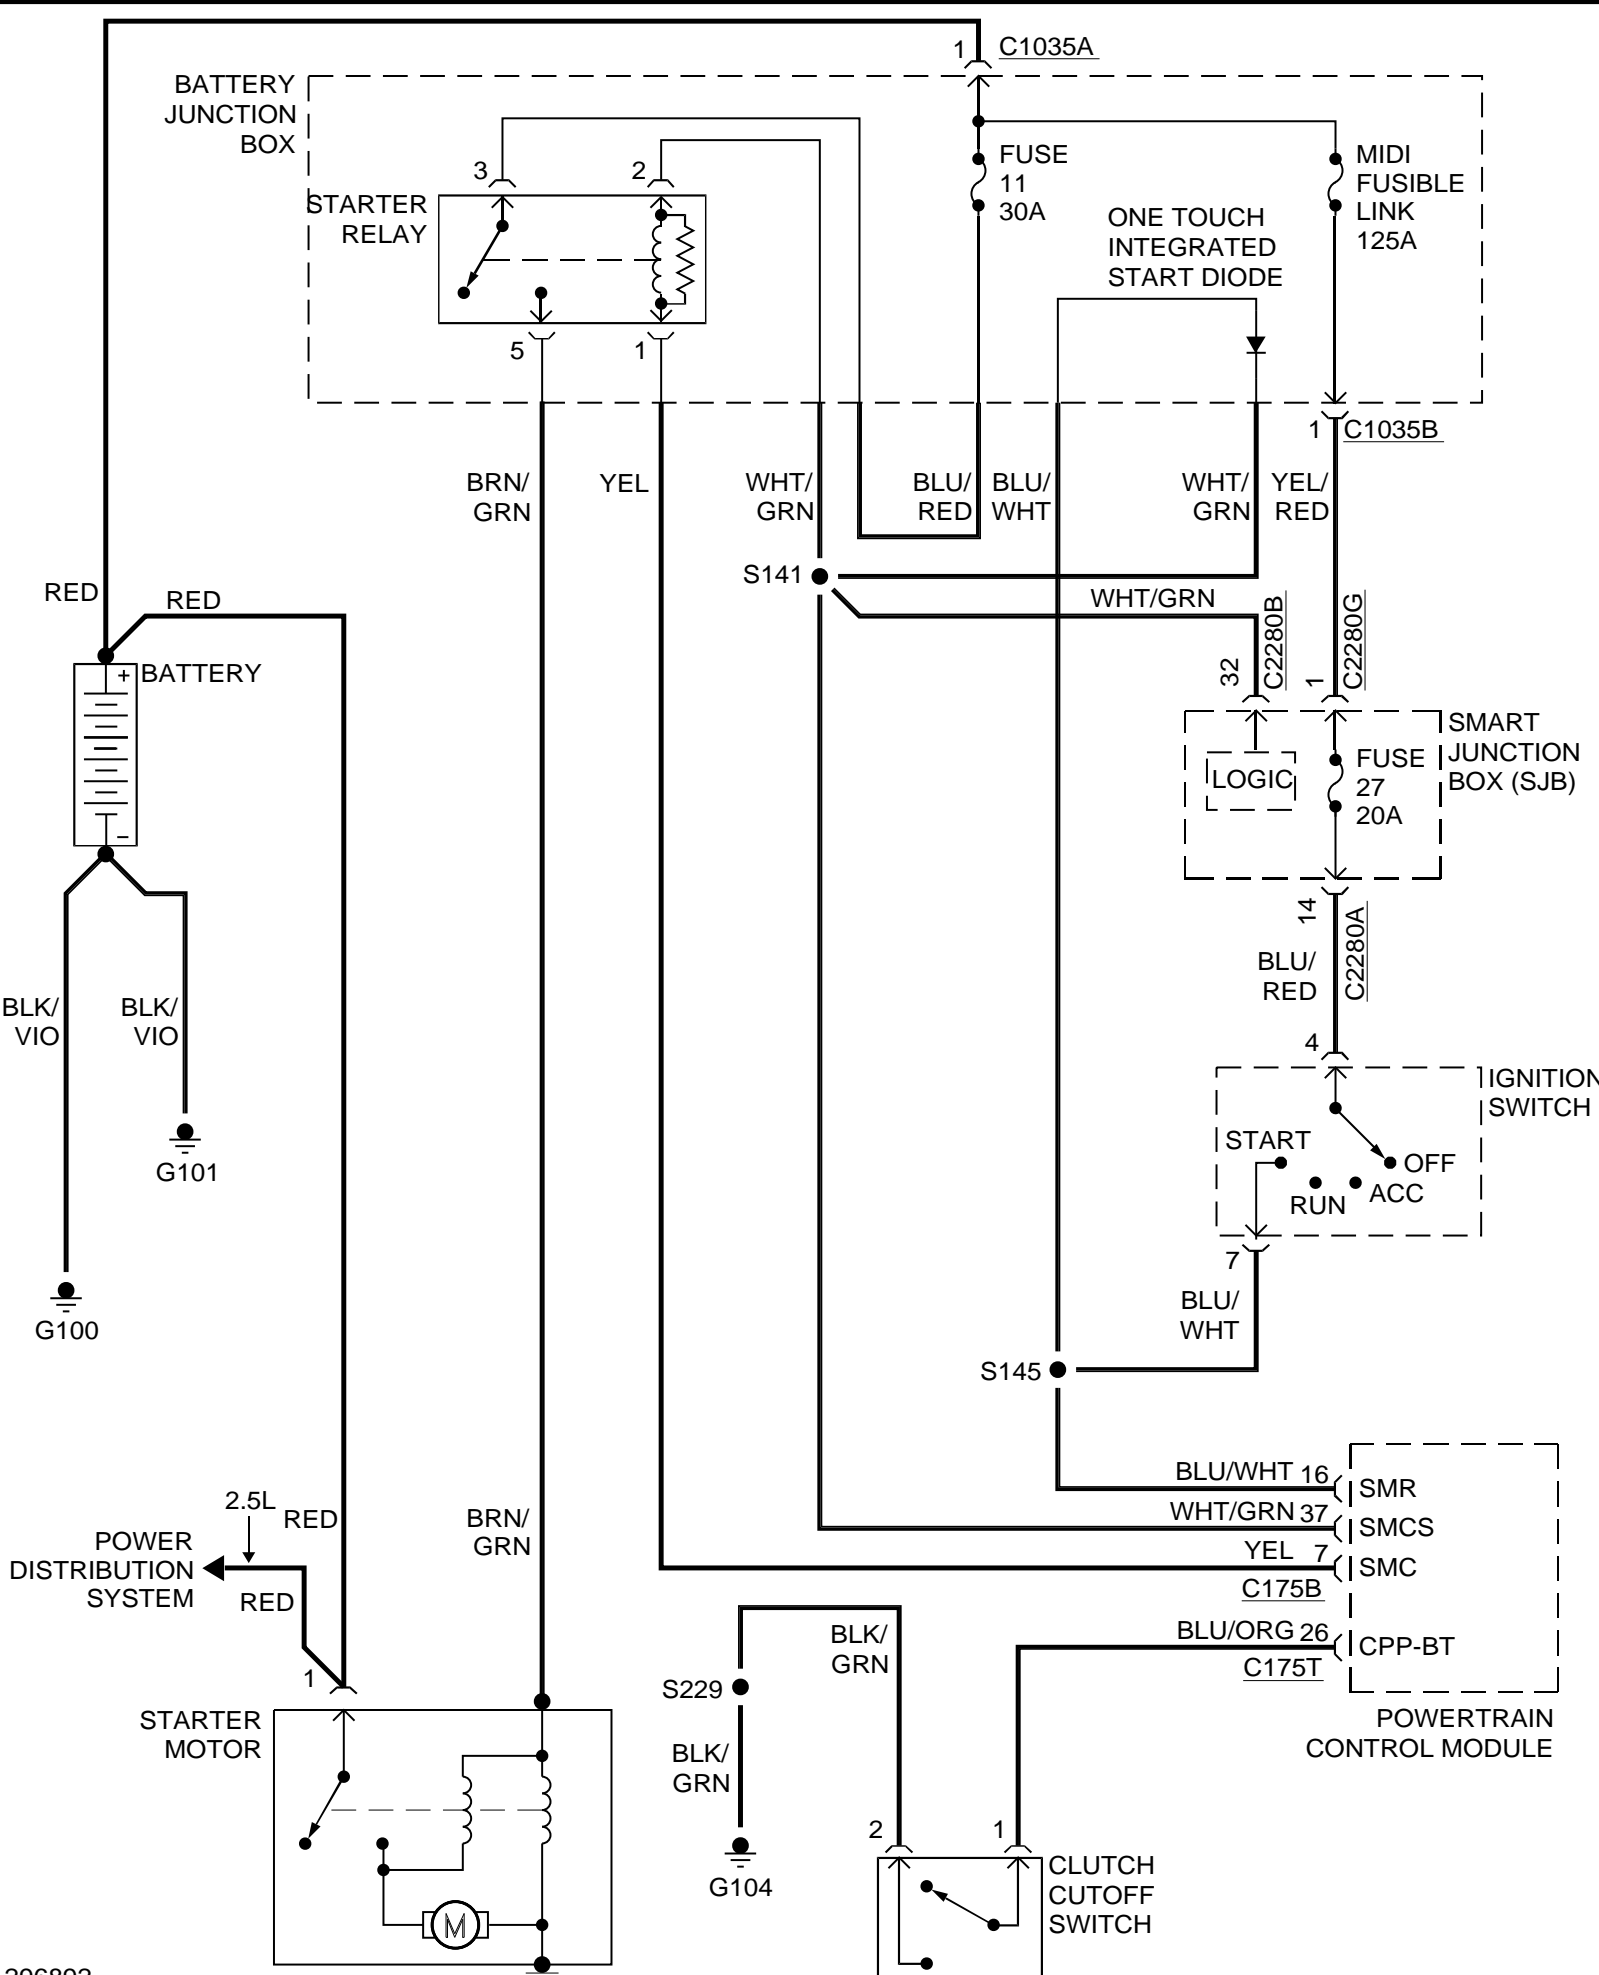 1 C1035A
BATTERY
JUNCTION
BOX
3
2
STARTER
RELAY
FUSE
11
30A
MIDI
FUSIBLE
LINK
125A
ONE TOUCH
INTEGRATED
START DIODE
5
1
1 C1035B
BRN/
GRN
YEL
WHT/
GRN
BLU/
RED
BLU/
WHT
WHT/
GRN
YEL/
RED
S141
WHT/GRN
RED
RED
32
C2280B
1
C2280G
+
BATTERY
–
SMART
JUNCTION
BOX (SJB)
LOGIC
FUSE
27
20A
14
C2280A
BLU/
RED
BLK/
VIO
BLK/
VIO
4
IGNITION
SWITCH
START
OFF
ACC
RUN
G101
7
G100
BLU/
WHT
S145
BLU/WHT 16
SMR
WHT/GRN 37
SMCS
YEL 7
SMC
C175B
BLU/ORG 26
CPP-BT
C175T
POWERTRAIN
CONTROL MODULE
2.5L
RED
POWER
DISTRIBUTION
SYSTEM
RED
BRN/
GRN
1
STARTER
MOTOR
M
BLK/
GRN
S229
BLK/
GRN
G104
2
1
CLUTCH
CUTOFF
SWITCH